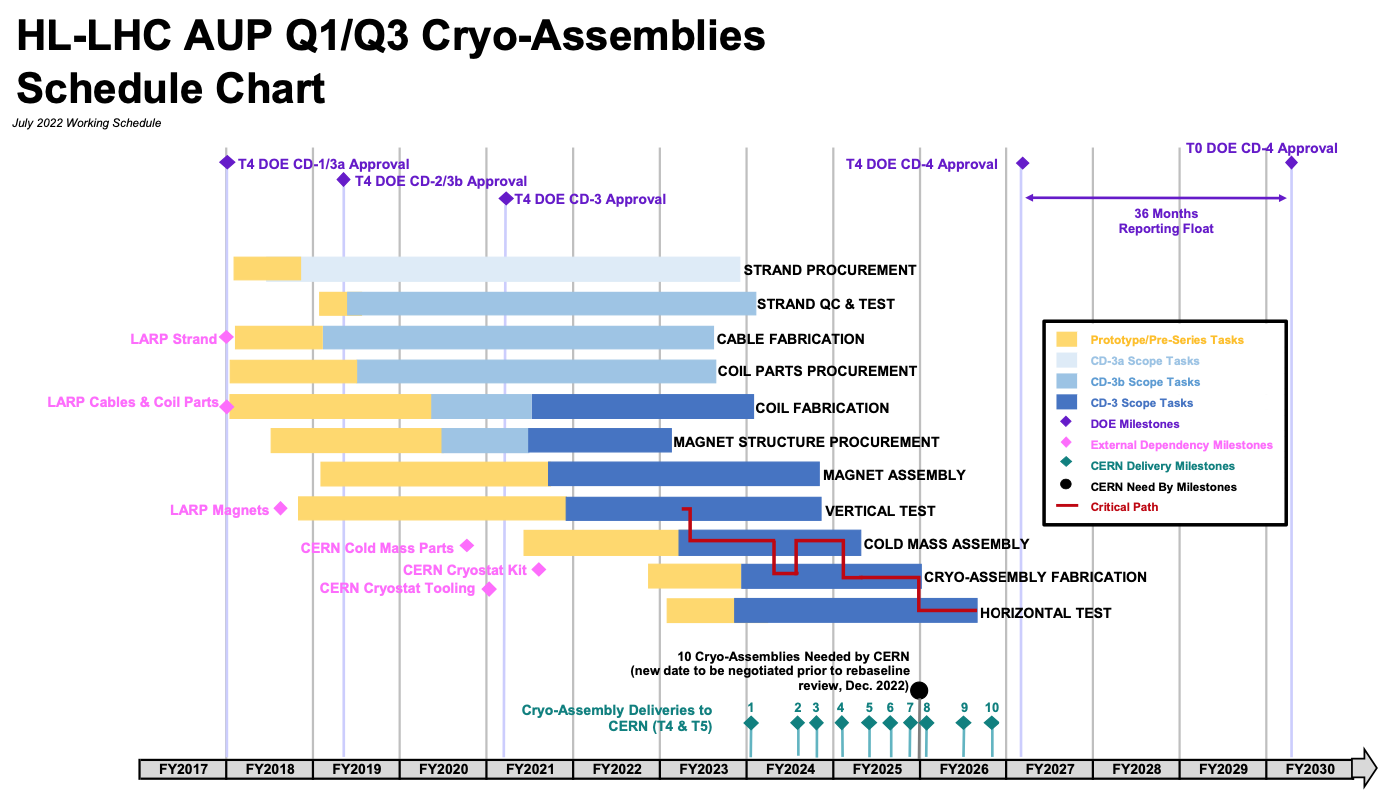 HL-LHC AUP Q1/Q3 Cryo-Assemblies
Schedule Chart
July 2022 Working Schedule
T0 DOE CD-4 Approval
T4 DOE CD-1/3a Approval
T4 DOE CD-4 Approval
T4 DOE CD-2/3b Approval
T4 DOE CD-3 Approval
36 Months
Reporting Float
STRAND PROCUREMENT
STRAND QC & TEST
LARP Strand
CABLE FABRICATION
COIL PARTS PROCUREMENT
LARP Cables & Coil Parts
COIL FABRICATION
MAGNET STRUCTURE PROCUREMENT
MAGNET ASSEMBLY
LARP Magnets
VERTICAL TEST
CERN Cold Mass Parts
COLD MASS ASSEMBLY
CERN Cryostat Kit
CRYO-ASSEMBLY FABRICATION
CERN Cryostat Tooling
HORIZONTAL TEST
Prototype/Pre-Series Tasks
CD-3a Scope Tasks
CD-3b Scope Tasks
CD-3 Scope Tasks
DOE Milestones
External Dependency Milestones
CERN Delivery Milestones
CERN Need By Milestones
Critical Path
10 Cryo-Assemblies Needed by CERN
(new date to be negotiated prior to rebaseline
review, Dec. 2022)
Cryo-Assembly Deliveries to
CERN (T4 & T5)
1 2 3 4 5 6 7 8 9 10
FY2017 FY2018 FY2019 FY2020 FY2021 FY2022 FY2023 FY2024 FY2025 FY2026 FY2027 FY2028 FY2029 FY2030